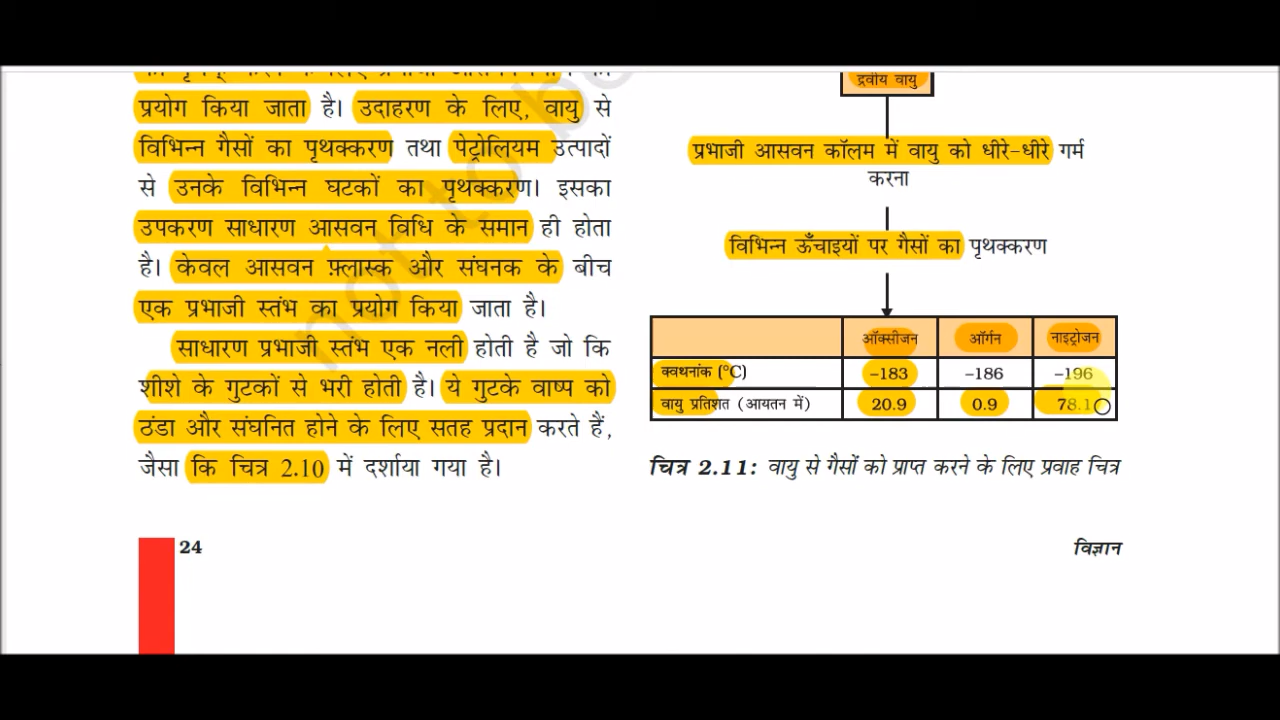 प्रयोग किया जाता है। उदाहरण के लिए, वायु से
विभिन्न गैसों का पृथक्करण तथा पेट्रोलियम उत्पादों
से उनके विभिन्न घटकों का पृथक्करण। इसका
उपकरण साधारण आसवन विधि के समान ही होता
है। केवल आसवन फ़्लास्क और संघनक के बीच
एक प्रभाजी स्तंभ का प्रयोग किया जाता है।
साधारण प्रभाजी स्तंभ एक नली होती है जो कि
शीशे के गुटकों से भरी होती है। ये गुटके वाष्प को
ठंडा और संघनित होने के लिए सतह प्रदान करते हैं,
जैसा कि चित्र 2.10 में दर्शाया गया है।
24
द्रवीय वायु
प्रभाजी आसवन कॉलम में वायु को धीरे-धीरे गर्म
करना
विभिन्न ऊँचाइयों पर गैसों का पृथक्करण
ऑक्सीजन ऑर्गन नाइट्रोजन
क्वथनांक (°C) -183 -186 -196
वायु प्रतिशत (आयतन में) 20.9 0.9 78.1
चित्र 2.11: वायु से गैसों को प्राप्त करने के लिए प्रवाह चित्र
विज्ञान
not to be